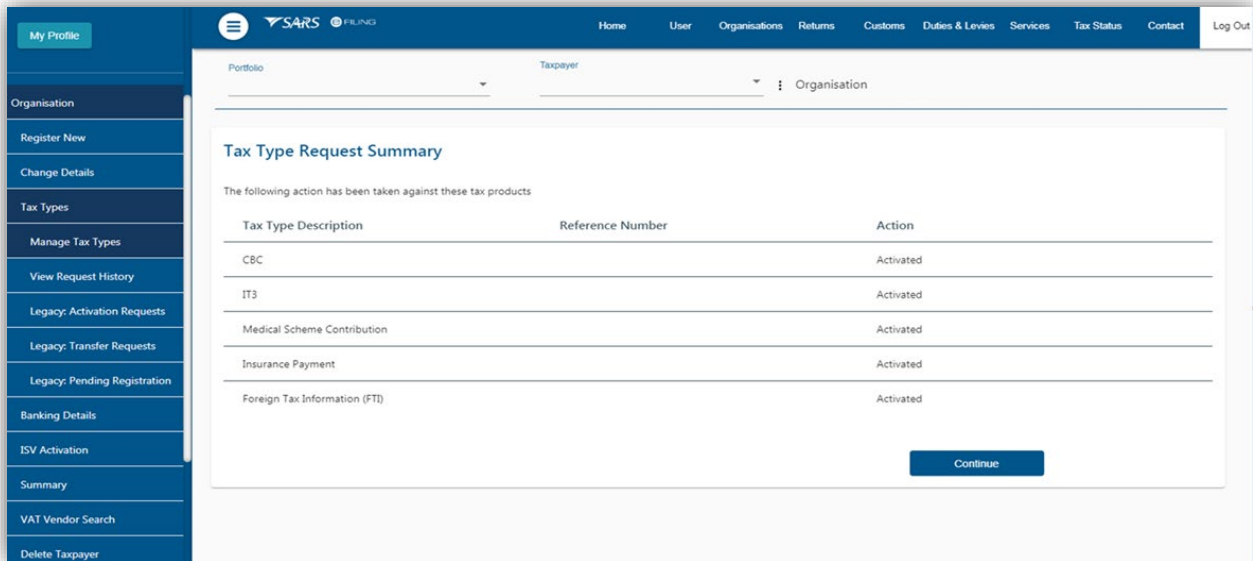 My Profile
SARS eFILING
Home User Organisations Returns Customs Duties & Levies Services Tax Status Contact Log Out
Portfolio Taxpayer
Organisation
Organisation
Register New
Change Details
Tax Types
Manage Tax Types
View Request History
Legacy: Activation Requests
Legacy: Transfer Requests
Legacy: Pending Registration
Banking Details
ISV Activation
Summary
VAT Vendor Search
Delete Taxpayer
Tax Type Request Summary
The following action has been taken against these tax products
Tax Type Description Reference Number Action
CBC Activated
IT3 Activated
Medical Scheme Contribution Activated
Insurance Payment Activated
Foreign Tax Information (FTI) Activated
Continue